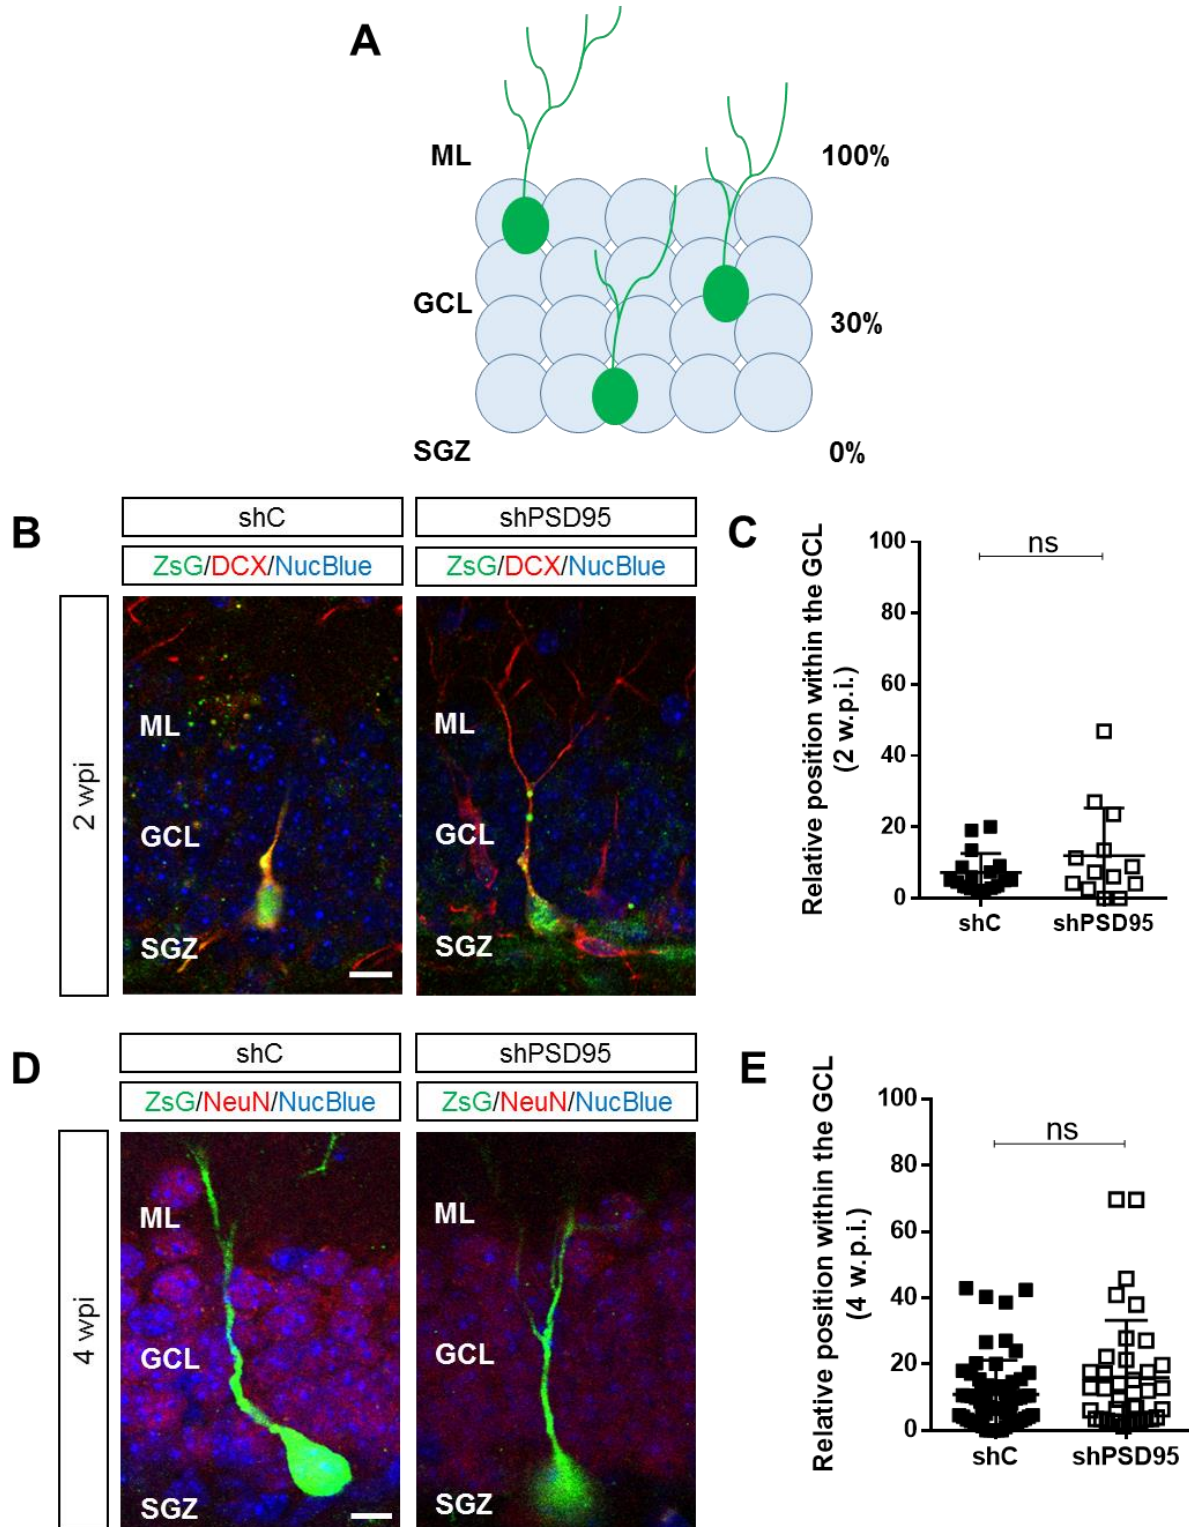 A
ML
100%
GCL
30%
SGZ
0%
B
shC
shPSD95
ZsG/DCX/NucBlue
ZsG/DCX/NucBlue
2 wpi
ML
GCL
SGZ
ML
GCL
SGZ
C
Relative position within the GCL
(2 w.p.i.)
100
80
60
40
20
0
ns
shC
shPSD95
D
shC
shPSD95
ZsG/NeuN/NucBlue
ZsG/NeuN/NucBlue
4 wpi
ML
GCL
SGZ
ML
GCL
SGZ
E
Relative position within the GCL
(4 w.p.i.)
100
80
60
40
20
0
ns
shC
shPSD95